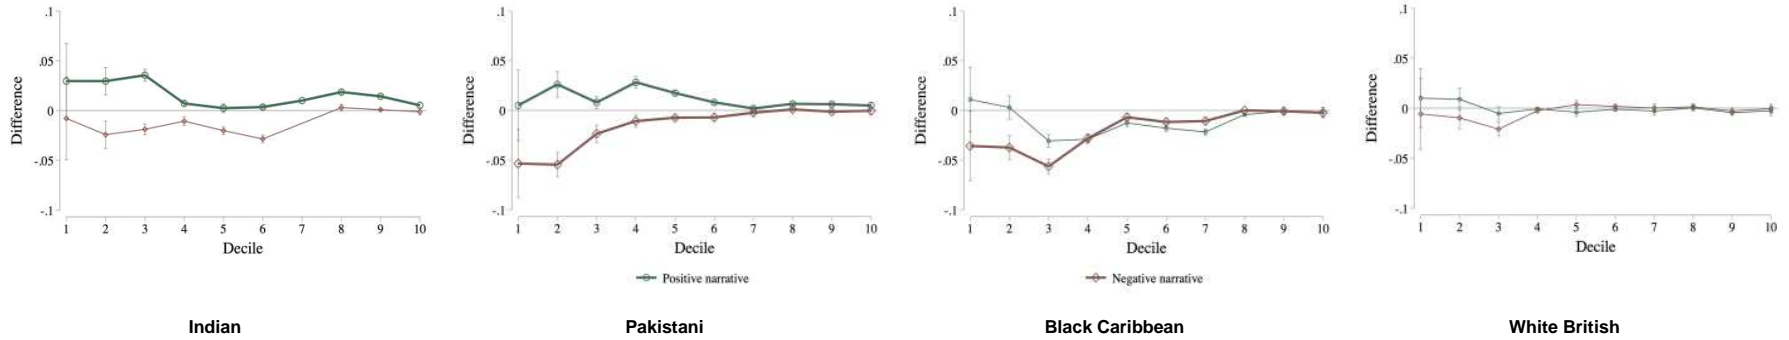 .1
.05
0
-.05
-.1
Difference
1 2 3 4 5 6 7 8 9 10
Decile
.1
.05
0
-.05
-.1
Difference
1 2 3 4 5 6 7 8 9 10
Decile
.1
.05
0
-.05
-.1
Difference
1 2 3 4 5 6 7 8 9 10
Decile
.1
.05
0
-.05
-.1
Difference
1 2 3 4 5 6 7 8 9 10
Decile
Positive narrative
Negative narrative
Indian
Pakistani
Black Caribbean
White British